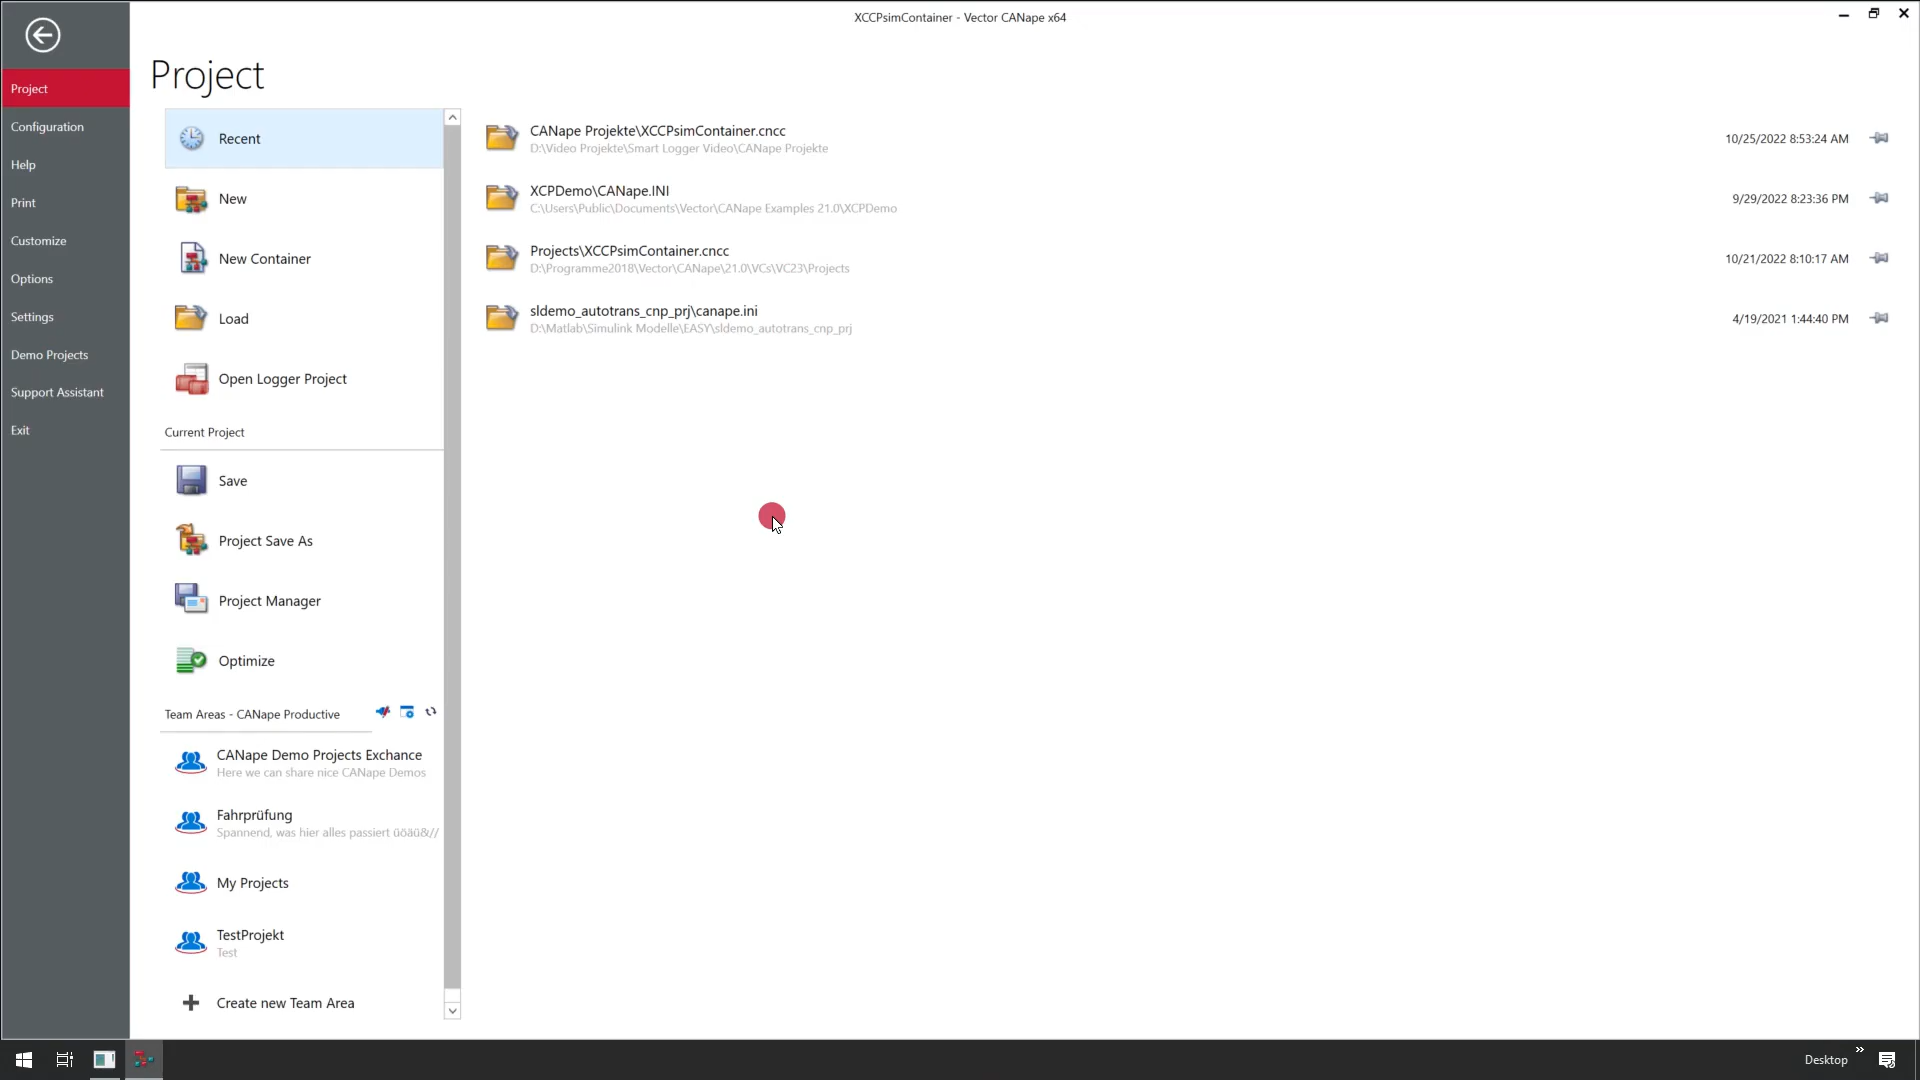 XCCPsimContainer - Vector CANape x64
Project
Project
Configuration
Help
Print
Customize
Options
Settings
Demo Projects
Support Assistant
Exit
Recent
New
New Container
Load
Open Logger Project
Current Project
Save
Project Save As
Project Manager
Optimize
Team Areas - CANape Productive
CANape Demo Projects Exchance
Here we can share nice CANape Demos
Fahrprüfung
Spannend, was hier alles passiert üöäü&//
My Projects
TestProjekt
Test
Create new Team Area
CANape Projekte\XCCPsimContainer.cncc
D:\Video Projekte\Smart Logger Video\CANape Projekte
10/25/2022 8:53:24 AM
XCPDemo\CANape.INI
C:\Users\Public\Documents\Vector\CANape Examples 21.0\XCPDemo
9/29/2022 8:23:36 PM
Projects\XCCPsimContainer.cncc
D:\Programme2018\Vector\CANape\21.0\VCs\VC23\Projects
10/21/2022 8:10:17 AM
sldemo_autotrans_cnp_prj\canape.ini
D:\Matlab\Simulink Modelle\EASY\sldemo_autotrans_cnp_prj
4/19/2021 1:44:40 PM
Desktop